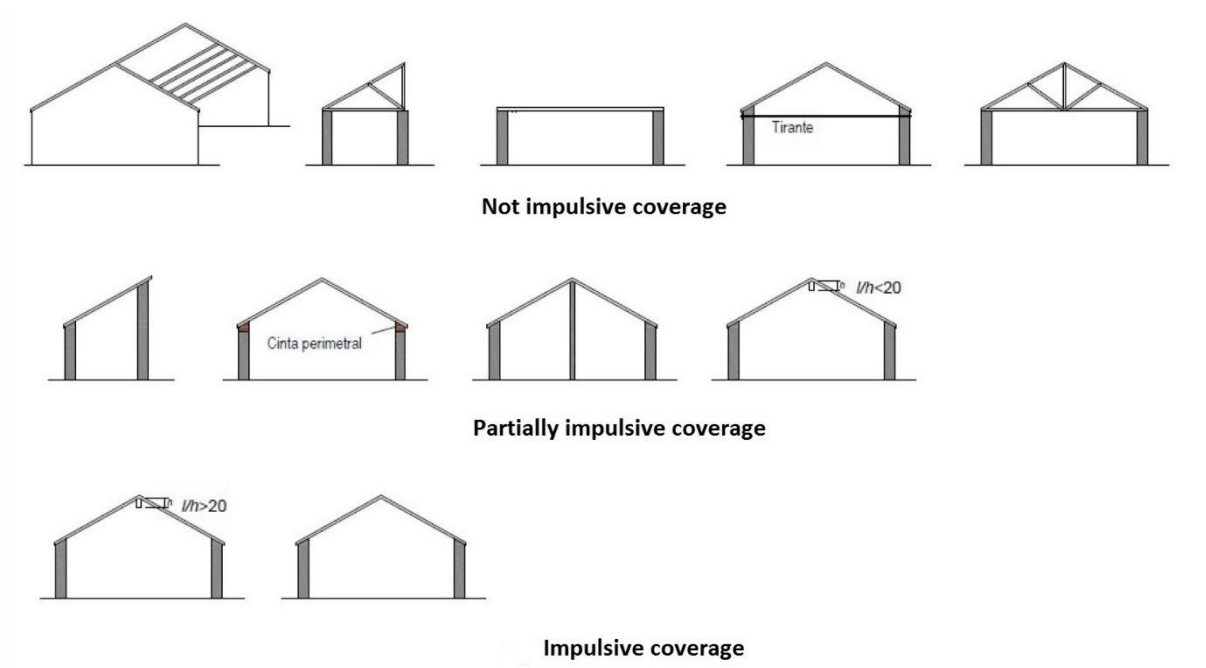 Tirante
Not impulsive coverage
l/h<20
Cinta perimetral
Partially impulsive coverage
l/h>20
Impulsive coverage